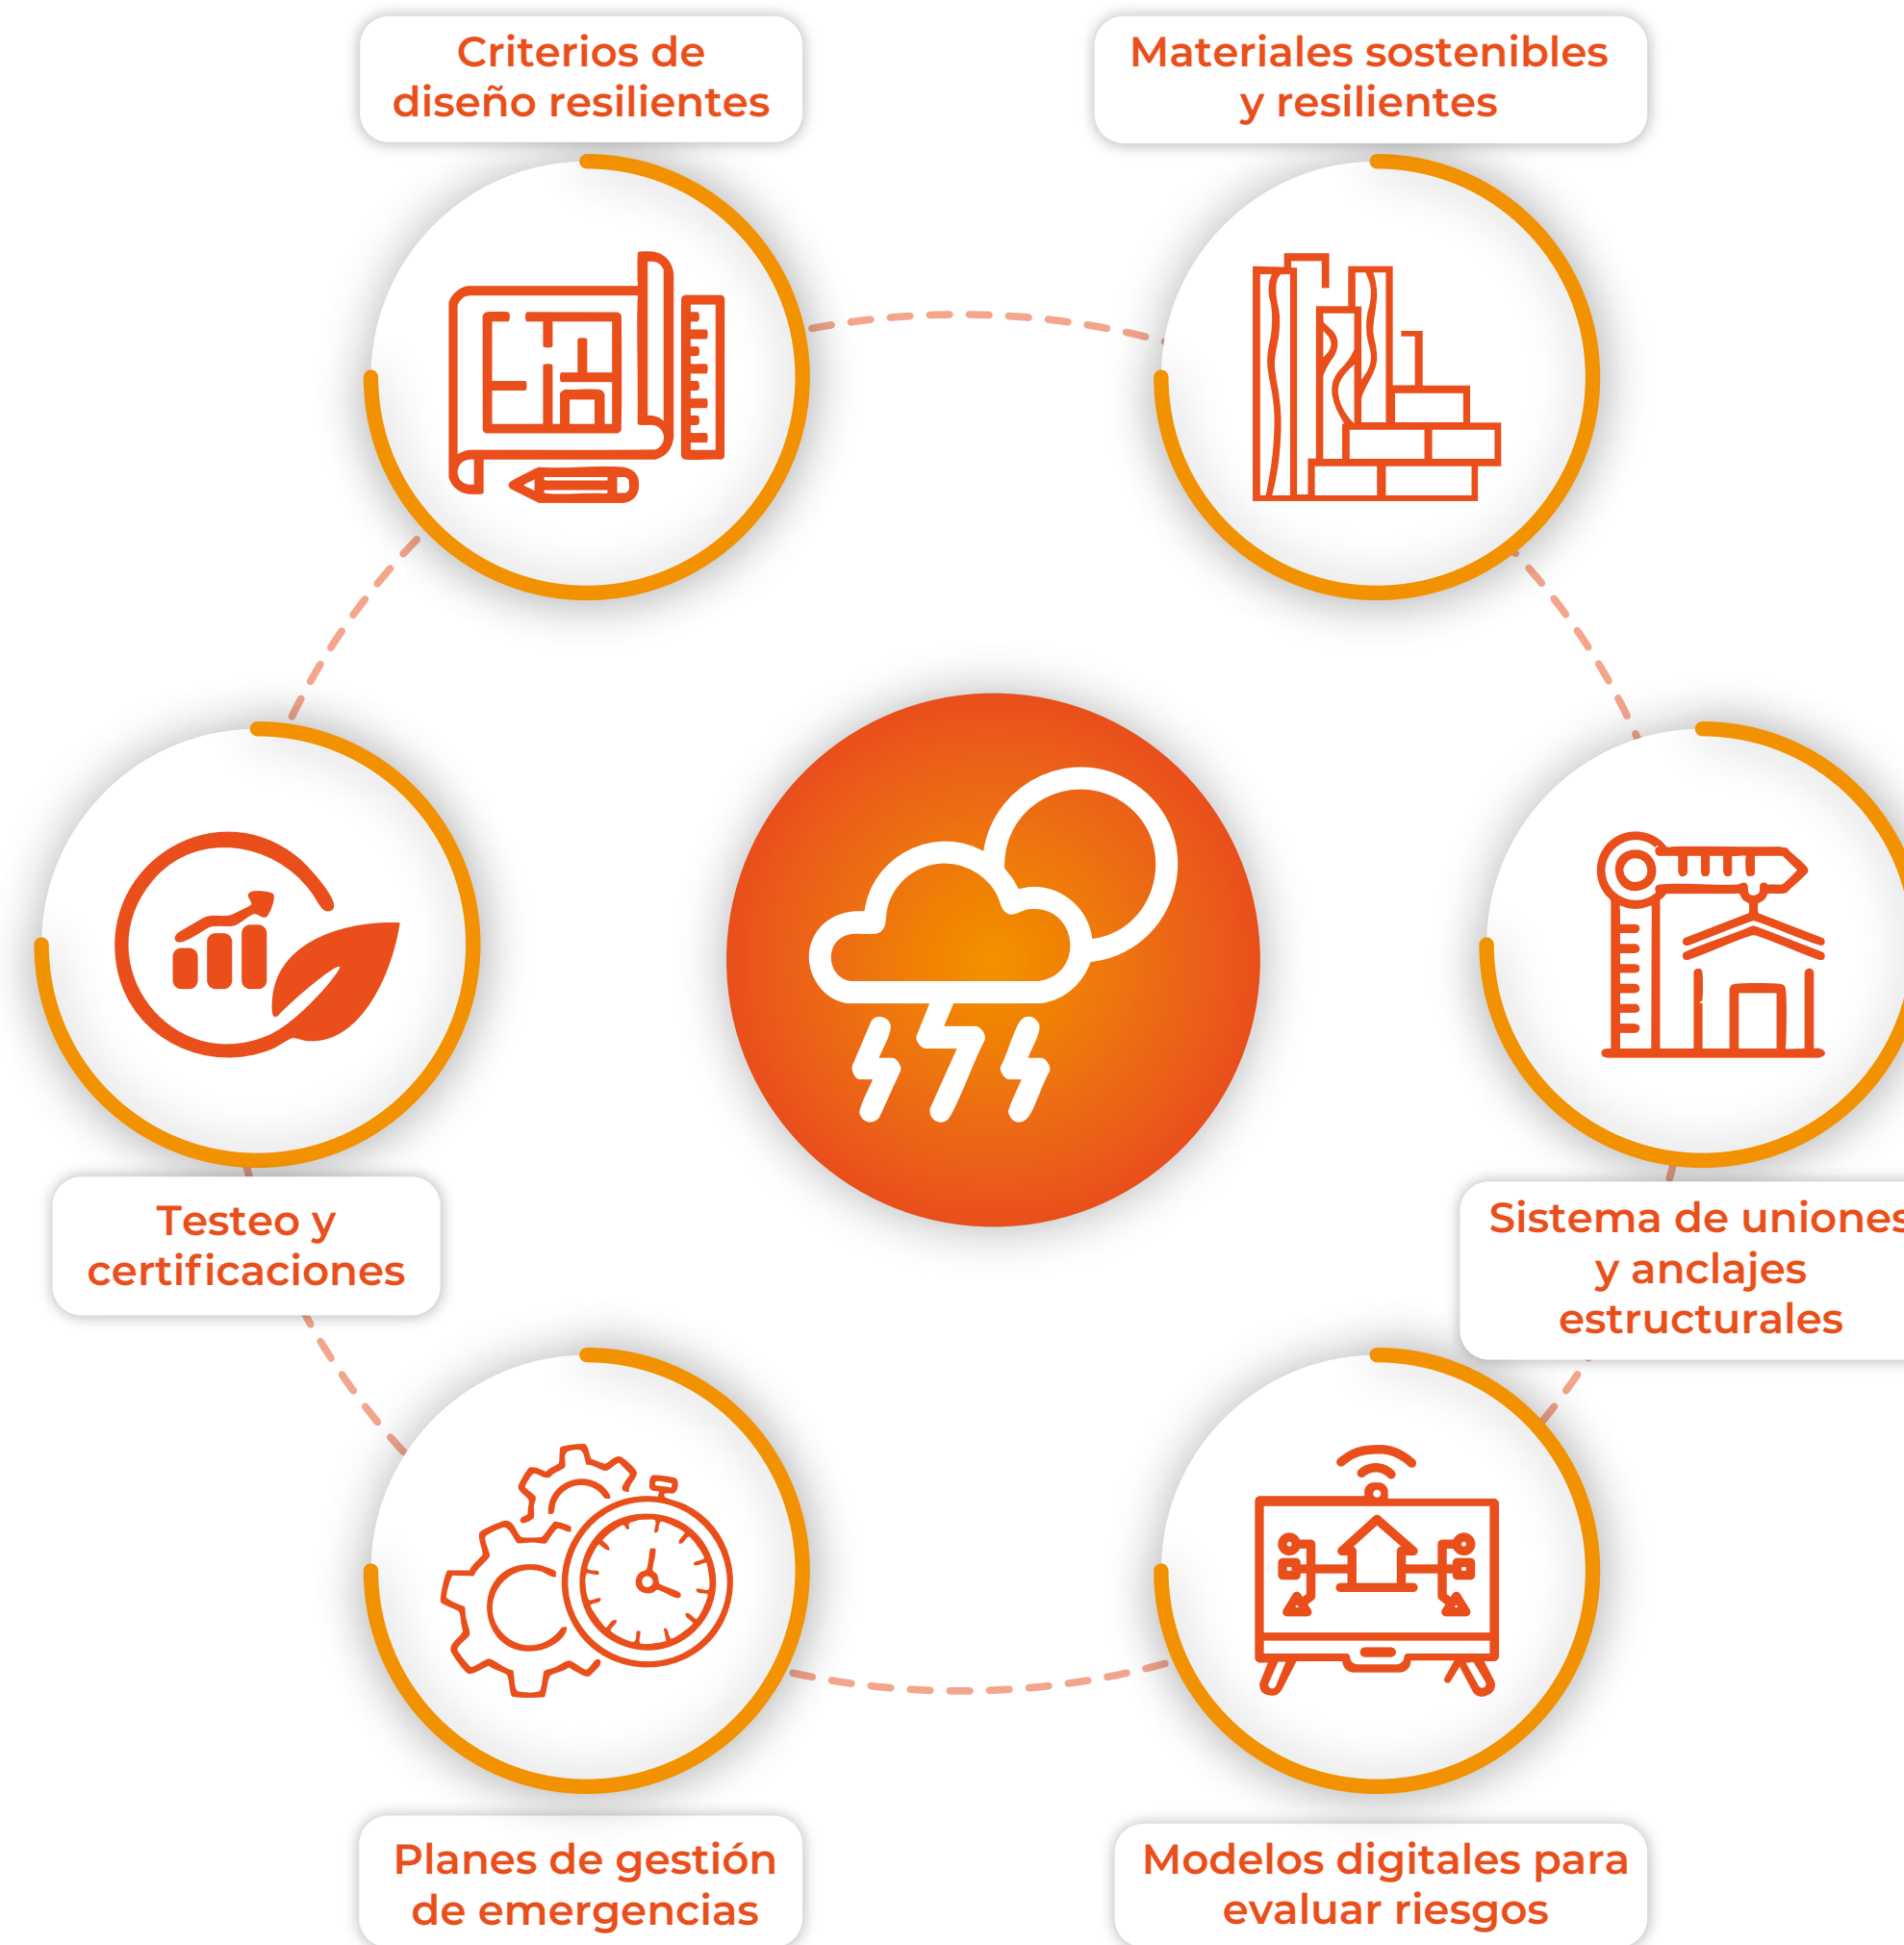 Criterios de
diseño resilientes
Materiales sostenibles
y resilientes
Testeo y
certificaciones
Sistema de uniones
y anclajes
estructurales
Planes de gestión
de emergencias
Modelos digitales para
evaluar riesgos